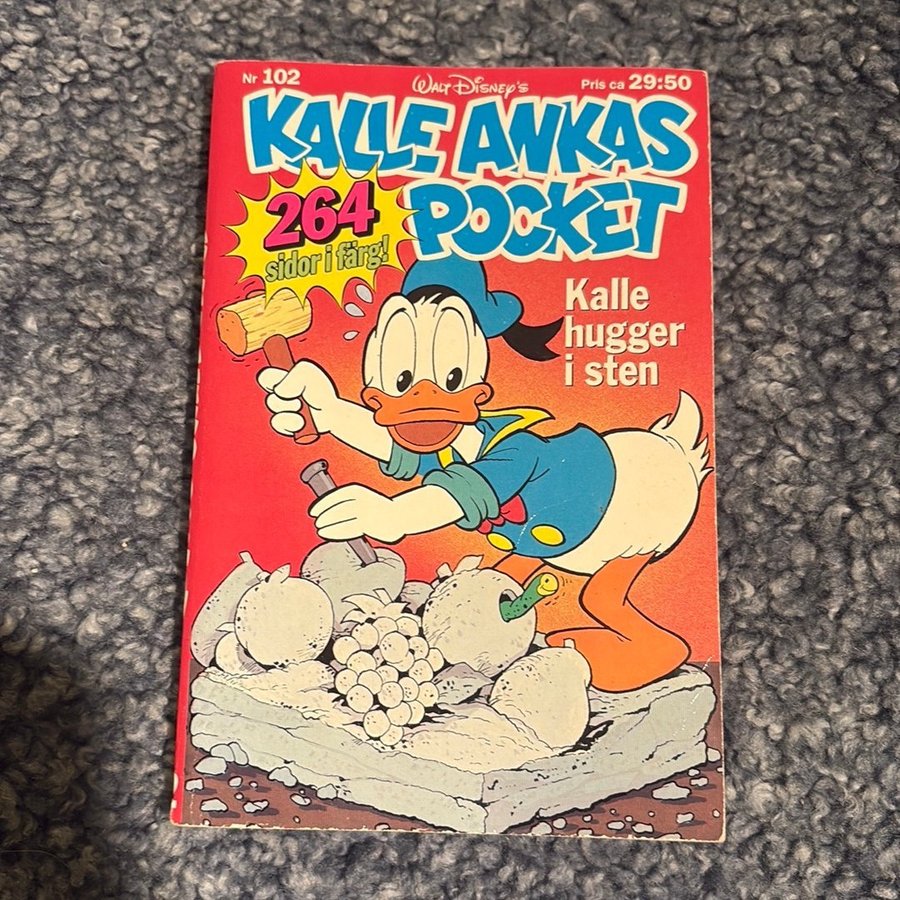 Nr 102
Walt Disney's
Pris ca 29:50
KALLE ANKAS
POCKET
264
sidor i färg!
Kalle
hugger
i sten